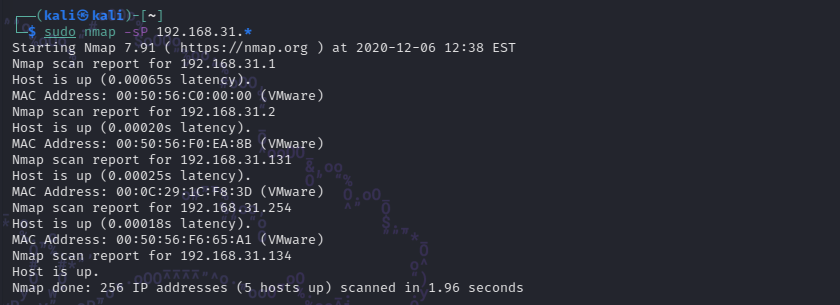 ┌──(kali㉿kali)-[~]
└─$ sudo nmap -sP 192.168.31.*
Starting Nmap 7.91 ( https://nmap.org ) at 2020-12-06 12:38 EST
Nmap scan report for 192.168.31.1
Host is up (0.00065s latency).
MAC Address: 00:50:56:C0:00:00 (VMware)
Nmap scan report for 192.168.31.2
Host is up (0.00020s latency).
MAC Address: 00:50:56:F0:EA:8B (VMware)
Nmap scan report for 192.168.31.131
Host is up (0.00025s latency).
MAC Address: 00:0C:29:1C:F8:3D (VMware)
Nmap scan report for 192.168.31.254
Host is up (0.00018s latency).
MAC Address: 00:50:56:F6:65:A1 (VMware)
Nmap scan report for 192.168.31.134
Host is up.
Nmap done: 256 IP addresses (5 hosts up) scanned in 1.96 seconds